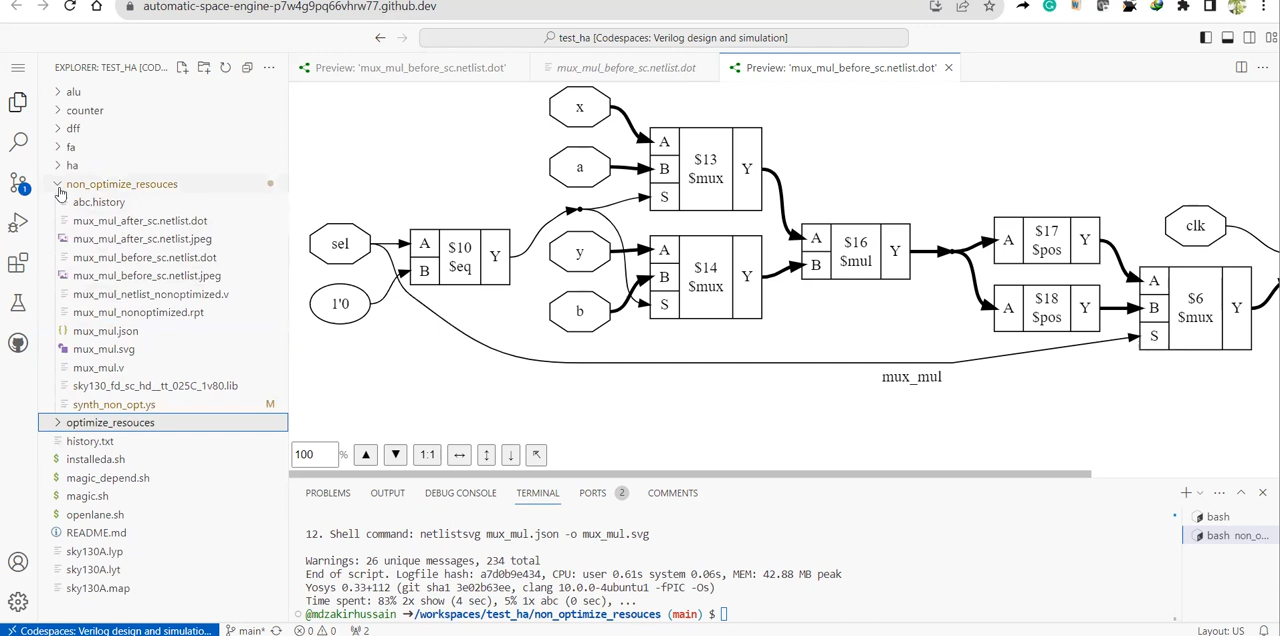 automatic-space-engine-p7w4g9pq66vhrw77.github.dev
test_ha [Codespaces: Verilog design and simulation]
EXPLORER: TEST_HA [COD...
Preview: 'mux_mul_before_sc.netlist.dot'
mux_mul_before_sc.netlist.dot
Preview: 'mux_mul_before_sc.netlist.dot'
alu
counter
dff
fa
ha
non_optimize_resouces
abc.history
mux_mul_after_sc.netlist.dot
mux_mul_after_sc.netlist.jpeg
mux_mul_before_sc.netlist.dot
mux_mul_before_sc.netlist.jpeg
mux_mul_netlist_nonoptimized.v
mux_mul_nonoptimized.rpt
{} mux_mul.json
mux_mul.svg
mux_mul.v
sky130_fd_sc_hd__tt_025C_1v80.lib
synth_non_opt.ys M
optimize_resouces
history.txt
$ installeda.sh
$ magic_depend.sh
$ magic.sh
$ openlane.sh
README.md
sky130A.lyp
sky130A.lyt
sky130A.map
1
sel
1'0
A
B
$10
$eq
Y
x
a
y
b
A
B
S
$13
$mux
Y
A
B
S
$14
$mux
Y
A
B
$16
$mul
Y
A
$17
$pos
Y
A
$18
$pos
Y
clk
A
B
S
$6
$mux
Y
mux_mul
100 %
1:1
PROBLEMS OUTPUT DEBUG CONSOLE TERMINAL PORTS 2 COMMENTS
12. Shell command: netlistsvg mux_mul.json -o mux_mul.svg
Warnings: 26 unique messages, 234 total
End of script. Logfile hash: a7d0b9e434, CPU: user 0.61s system 0.06s, MEM: 42.88 MB peak
Yosys 0.33+112 (git sha1 3e02b63ee, clang 10.0.0-4ubuntu1 -fPIC -Os)
Time spent: 83% 2x show (4 sec), 5% 1x abc (0 sec), ...
@mdzakirhussain ➜/workspaces/test_ha/non_optimize_resouces (main) $
bash
bash non_o...
Codespaces: Verilog design and simulatio... main* 0 0 2
Layout: US